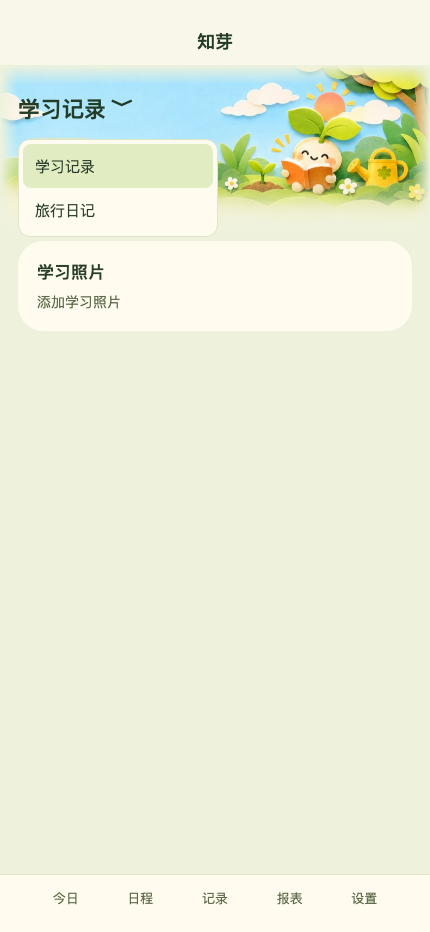 知芽
学习记录
学习记录
旅行日记
学习照片
添加学习照片
今日 日程 记录 报表 设置